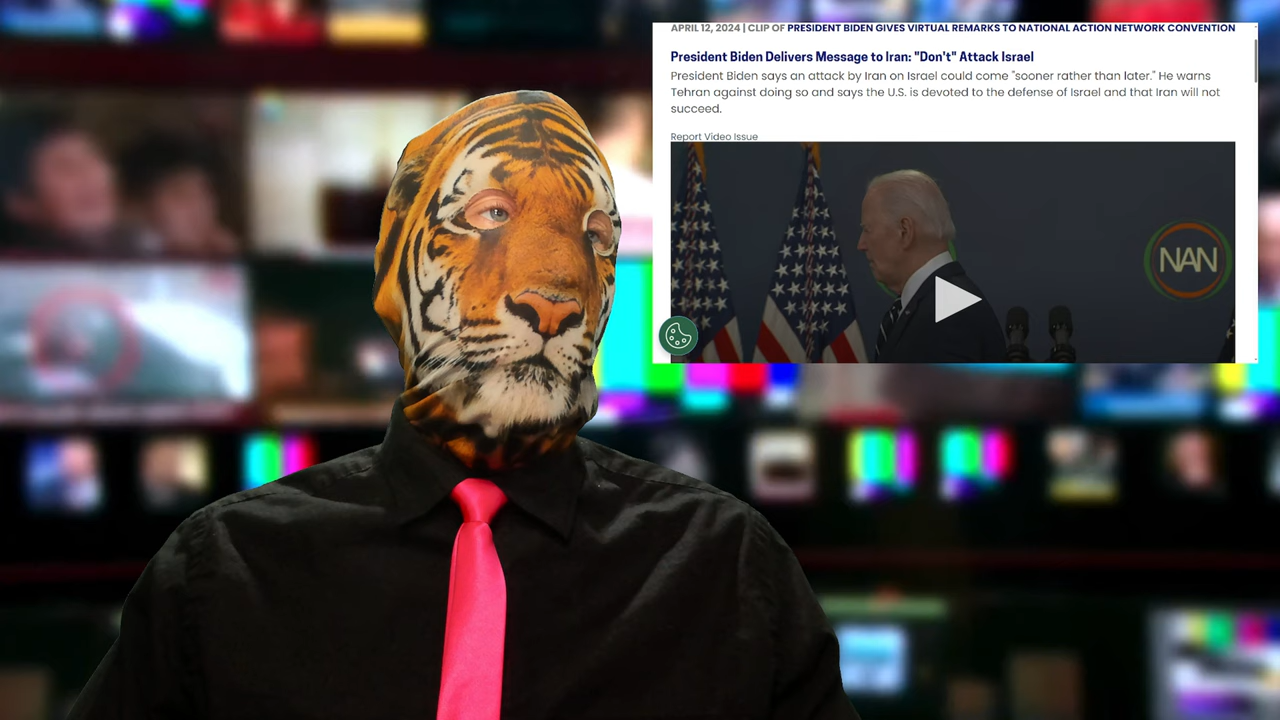 APRIL 12, 2024 | CLIP OF PRESIDENT BIDEN GIVES VIRTUAL REMARKS TO NATIONAL ACTION NETWORK CONVENTION
President Biden Delivers Message to Iran: "Don't" Attack Israel
President Biden says an attack by Iran on Israel could come "sooner rather than later." He warns
Tehran against doing so and says the U.S. is devoted to the defense of Israel and that Iran will not
succeed.
Report Video Issue
NAN